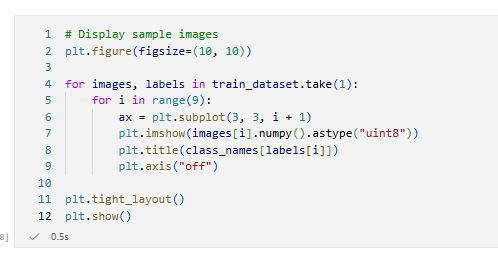 1 # Display sample images
2 plt.figure(figsize=(10, 10))
3
4 for images, labels in train_dataset.take(1):
5     for i in range(9):
6         ax = plt.subplot(3, 3, i + 1)
7         plt.imshow(images[i].numpy().astype("uint8"))
8         plt.title(class_names[labels[i]])
9         plt.axis("off")
10
11 plt.tight_layout()
12 plt.show()
8] ✓ 0.5s